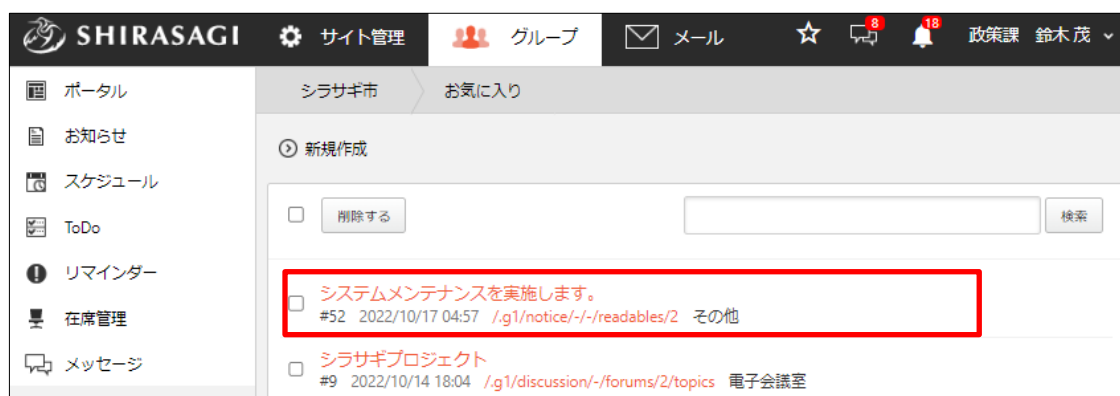 SHIRASAGI サイト管理 グループ メール 8 18 政策課 鈴木 茂
ポータル
お知らせ
スケジュール
ToDo
リマインダー
在席管理
メッセージ
シラサギ市 お気に入り
新規作成
削除する 検索
システムメンテナンスを実施します。
#52 2022/10/17 04:57 /.g1/notice/-/-/readables/2 その他
シラサギプロジェクト
#9 2022/10/14 18:04 /.g1/discussion/-/forums/2/topics 電子会議室